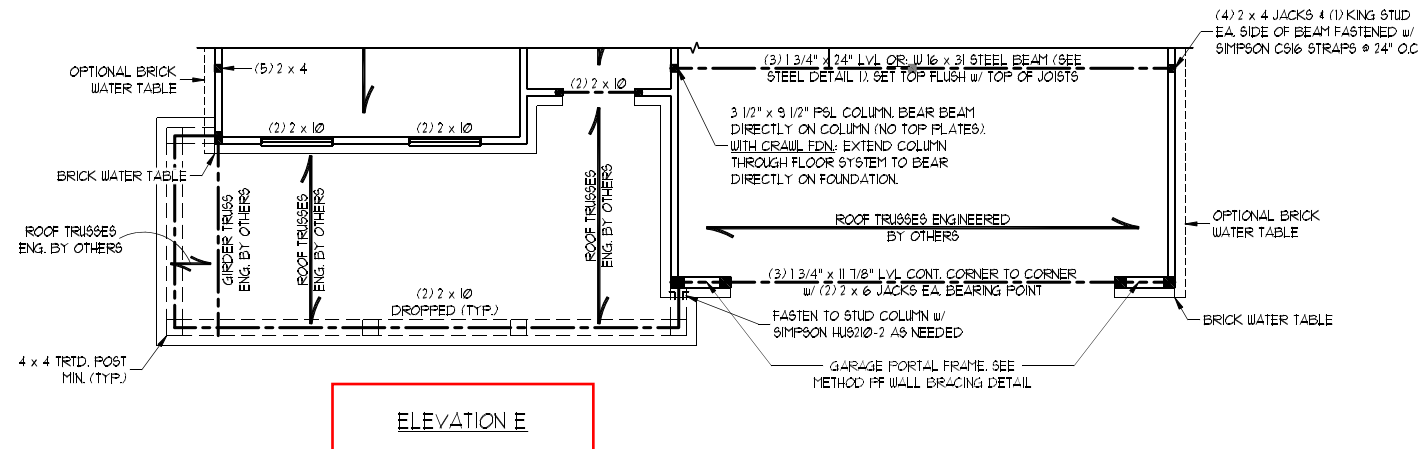 (4) 2 x 4 JACKS & (1) KING STUD
EA. SIDE OF BEAM FASTENED w/
SIMPSON CS16 STRAPS @ 24" O.C
OPTIONAL BRICK
WATER TABLE
(5) 2 x 4
(2) 2 x 10
(2) 2 x 10
(2) 2 x 10
(3) 1 3/4" x 24" LVL OR: W 16 x 31 STEEL BEAM (SEE
STEEL DETAIL 1). SET TOP FLUSH w/ TOP OF JOISTS
3 1/2" x 9 1/2" PSL COLUMN. BEAR BEAM
DIRECTLY ON COLUMN (NO TOP PLATES).
WITH CRAWL FDN.: EXTEND COLUMN
THROUGH FLOOR SYSTEM TO BEAR
DIRECTLY ON FOUNDATION.
BRICK WATER TABLE
ROOF TRUSSES
ENG. BY OTHERS
GIRDER TRUSS
ENG. BY OTHERS
ROOF TRUSSES
ENG. BY OTHERS
ROOF TRUSSES
ENG. BY OTHERS
ROOF TRUSSES ENGINEERED
BY OTHERS
OPTIONAL BRICK
WATER TABLE
(3) 1 3/4" x 11 7/8" LVL CONT. CORNER TO CORNER
w/ (2) 2 x 6 JACKS EA. BEARING POINT
(2) 2 x 10
DROPPED (TYP.)
FASTEN TO STUD COLUMN w/
SIMPSON HUS210-2 AS NEEDED
BRICK WATER TABLE
4 x 4 TRTD. POST
MIN. (TYP.)
GARAGE PORTAL FRAME. SEE
METHOD PF WALL BRACING DETAIL
ELEVATION E